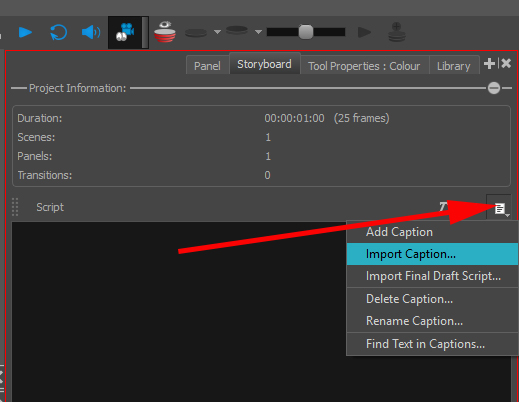 Panel Storyboard Tool Properties : Colour Library
Project Information:
Duration: 00:00:01:00 (25 frames)
Scenes: 1
Panels: 1
Transitions: 0
Script
Add Caption
Import Caption...
Import Final Draft Script...
Delete Caption...
Rename Caption...
Find Text in Captions...